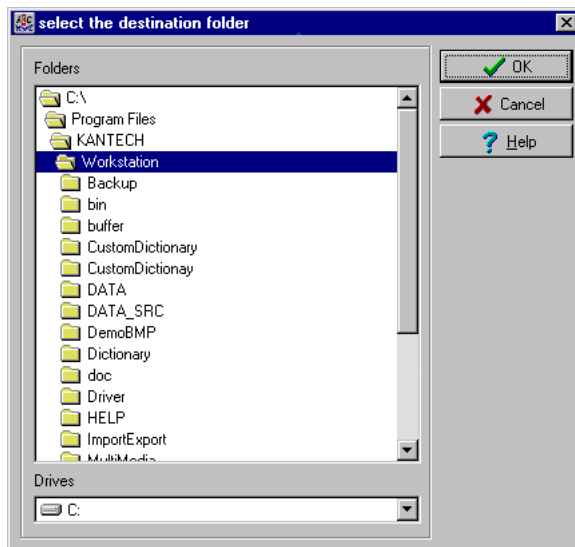 select the destination folder
Folders
C:\
Program Files
KANTECH
Workstation
Backup
bin
buffer
CustomDictionary
CustomDictionay
DATA
DATA_SRC
DemoBMP
Dictionary
doc
Driver
HELP
ImportExport
MultiMedia
Drives
C:
OK
Cancel
Help